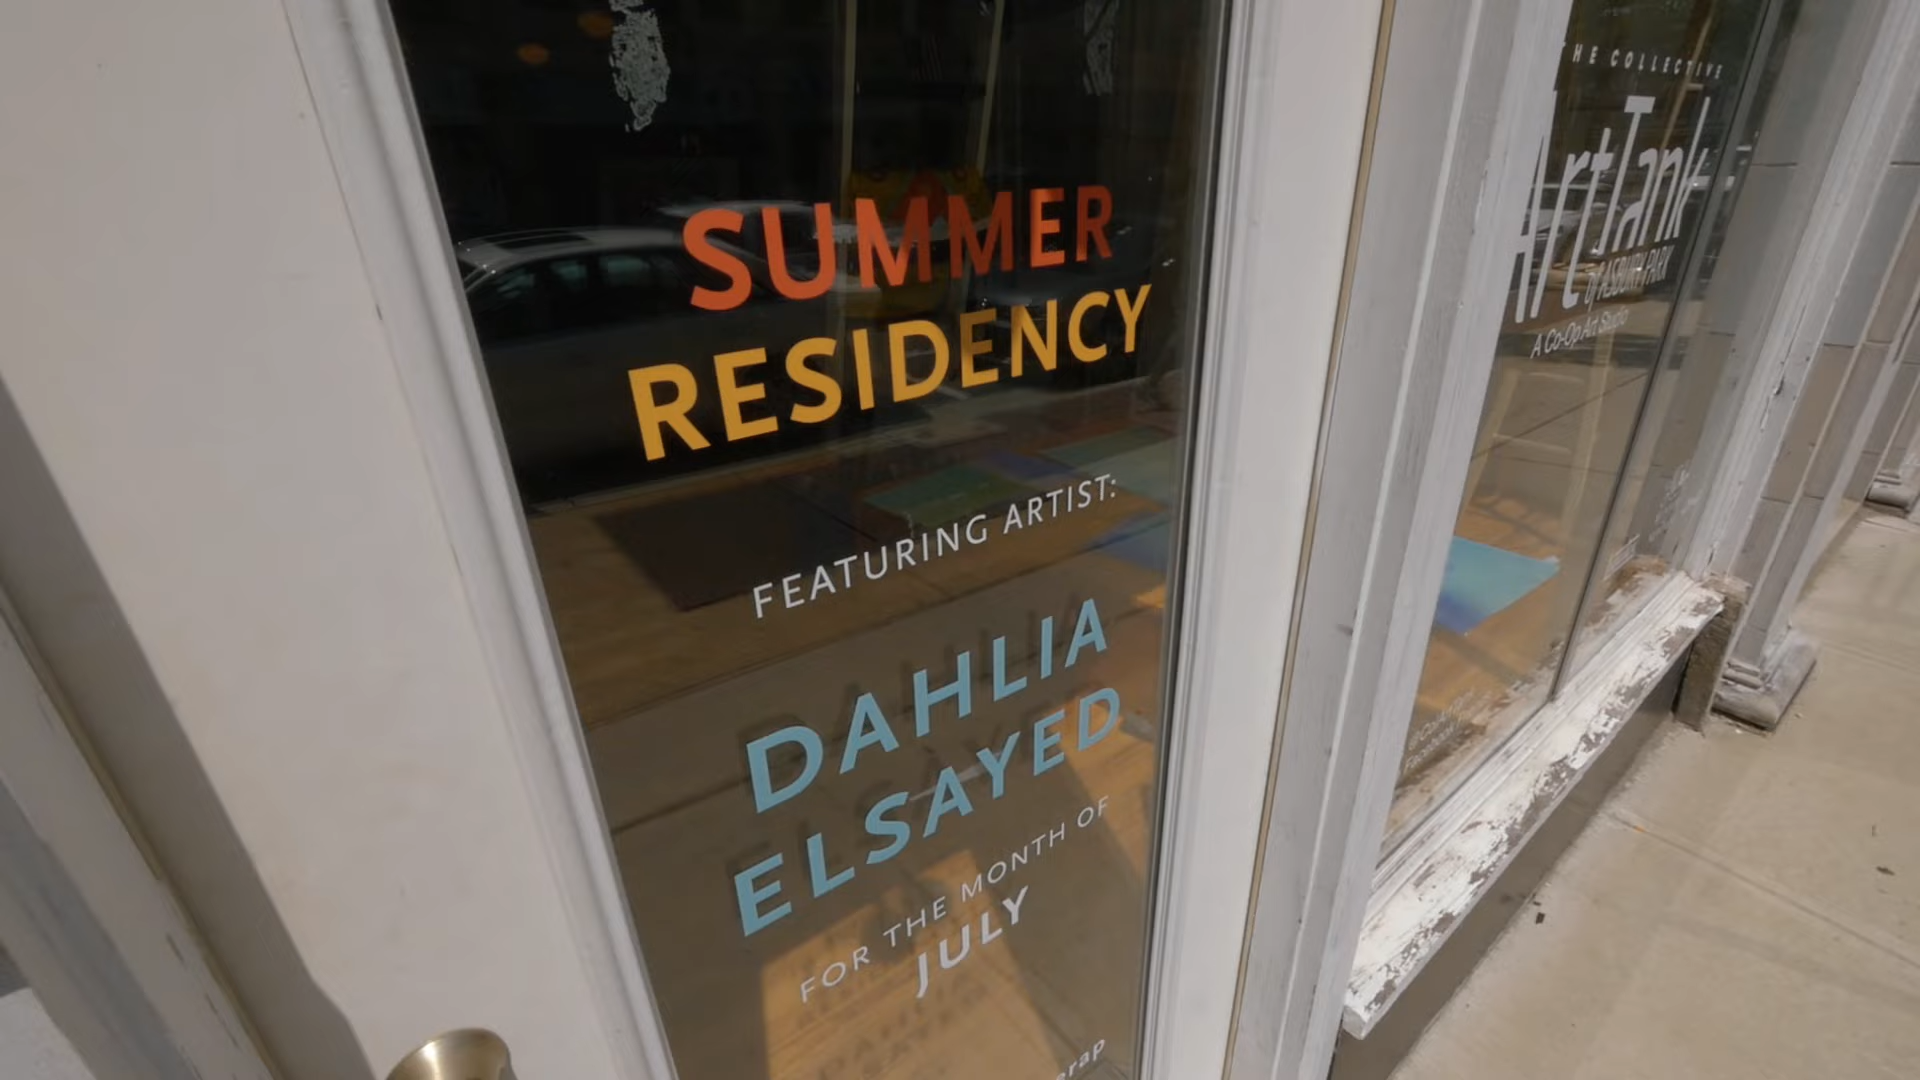 SUMMER
RESIDENCY
FEATURING ARTIST:
DAHLIA
ELSAYED
FOR THE MONTH OF
JULY
THE COLLECTIVE
ArtTank
of ASBURY PARK
A Co-Op Art Studio